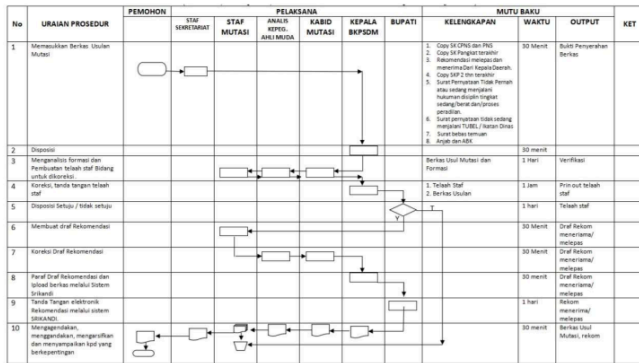 NO
URAIAN PROSEDUR
PEMOHON
PELAKSANA
MUTU BAKU
KET
STAF SEKRETARIAT
STAF MUTASI
ANALIS KEPEG. AHLI MUDA
KABID MUTASI
KEPALA BKPSDM
BUPATI
KELENGKAPAN
WAKTU
OUTPUT
1
Memasukkan Berkas Usulan
Mutasi
1. Copy SK CPNS dan PNS
2. Copy SK Pangkat terakhir
3. Rekomendasi melepas dan
menerima Dari Kepala Daerah.
4. Copy SKP 2 thn terakhir
5. Surat Pernyataan Tidak Pernah
atau sedang menjalani
hukuman disiplin tingkat
sedang/berat dan/proses
peradilan.
6. Surat pernyataan tidak sedang
menjalani TUBEL / Ikatan Dinas
7. Surat bebas temuan
8. Anjab dan ABK
30 Menit
Bukti Penyerahan
Berkas
2
Disposisi
30 menit
3
Menganalisis formasi dan
Pembuatan telaah staf Bidang
untuk dikoreksi.
Berkas Usul Mutasi dan
Formasi
1 Hari
Verifikasi
4
Koreksi, tanda tangan telaah
staf
1. Telaah Staf
2. Berkas Usulan
1 Jam
Prin out telaah
staf
5
Disposisi Setuju / tidak setuju
T
Y
1 hari
Telaah staf
6
Membuat draf Rekomendasi
30 Menit
Draf Rekom
meneriama/
melepas
7
Koreksi Draf Rekomendasi
30 Menit
Draf Rekom
menerima/
melepas
8
Paraf Draf Rekomendasi dan
Upload berkas melalui Sistem
Srikandi
30 menit
Draf Rekom
meneriama/
melepas
9
Tanda Tangan elektronik
Rekomendasi melalui sistem
SRIKANDI.
1 hari
Rekom
menerima/
melepas
10
Mengagendakan,
menggandakan, mengarsifkan
dan menyampaikan kpd yang
berkepentingan
30 menit
Berkas Usul
Mutasi, rekom